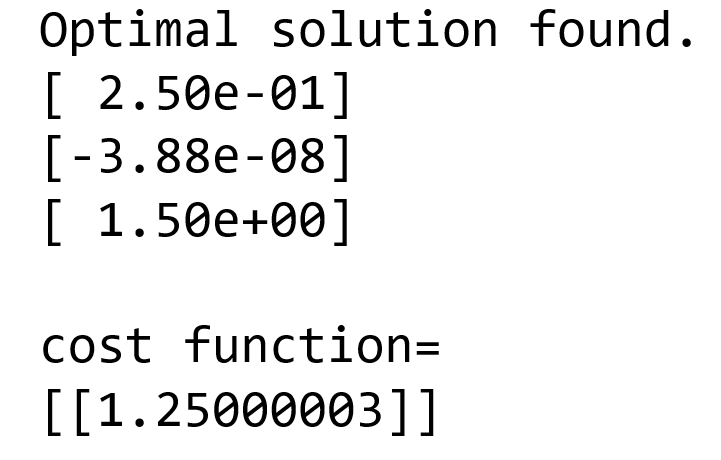 Optimal solution found.
[ 2.50e-01]
[-3.88e-08]
[ 1.50e+00]
cost function=
[[1.25000003]]